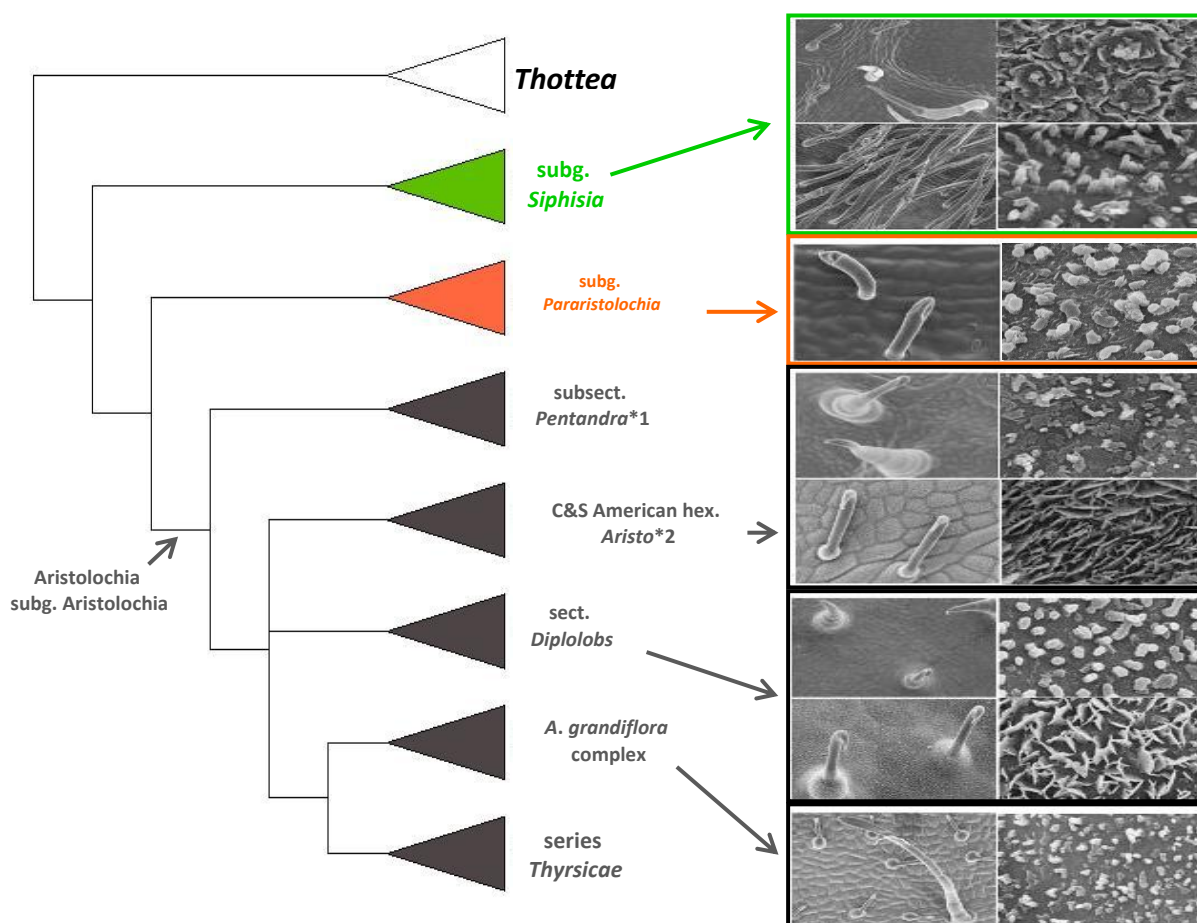 Thottea
subg.
Siphisia
subg.
Pararistolochia
subsect.
Pentandra*1
C&S American hex.
Aristo*2
Aristolochia
subg. Aristolochia
sect.
Diplolobs
A. grandiflora
complex
series
Thyrsicae